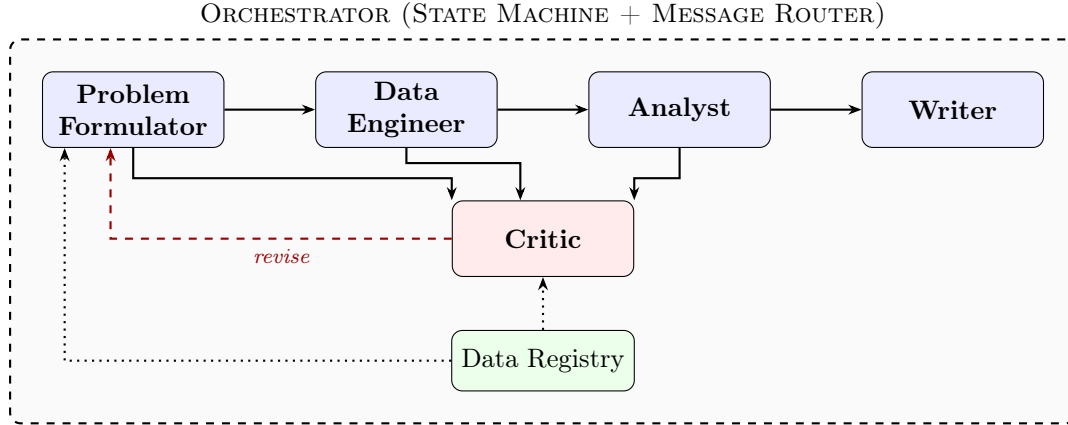 Orchestrator (State Machine + Message Router)
Problem
Formulator
Data
Engineer
Analyst
Writer
Critic
revise
Data Registry